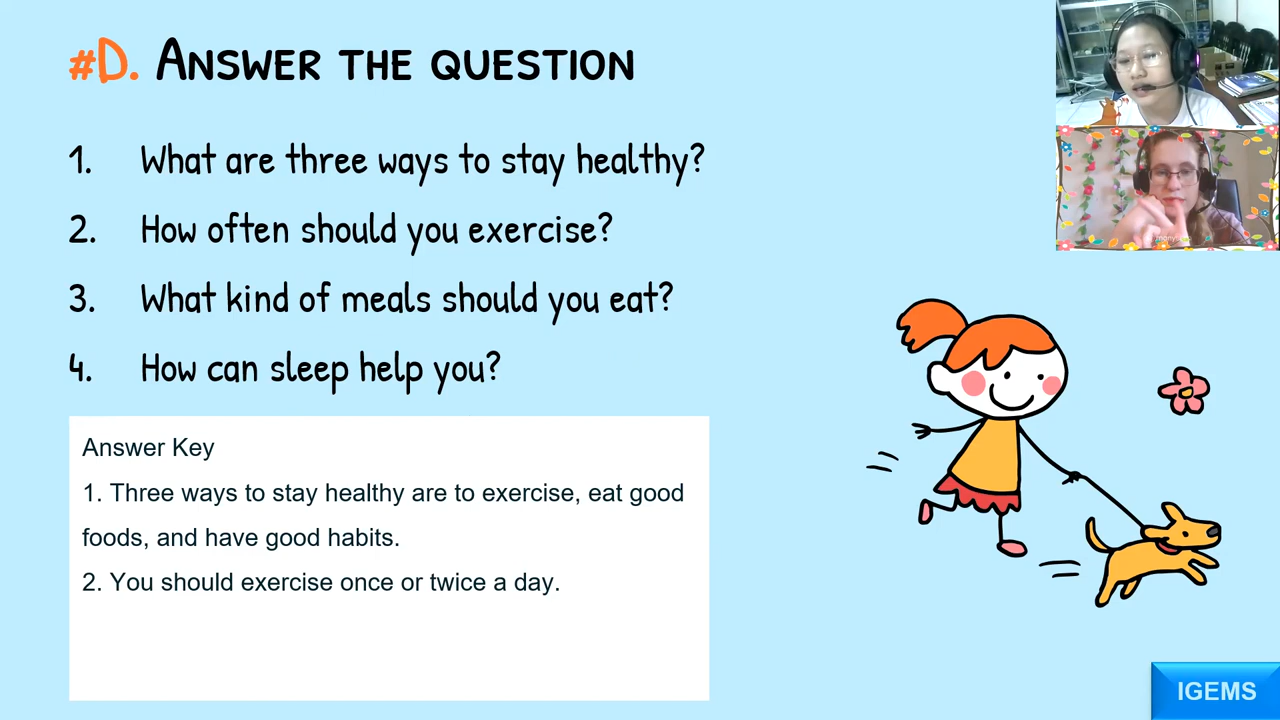 #D. Answer the question
1. What are three ways to stay healthy?
2. How often should you exercise?
3. What kind of meals should you eat?
4. How can sleep help you?
Answer Key
1. Three ways to stay healthy are to exercise, eat good
foods, and have good habits.
2. You should exercise once or twice a day.
IGEMS